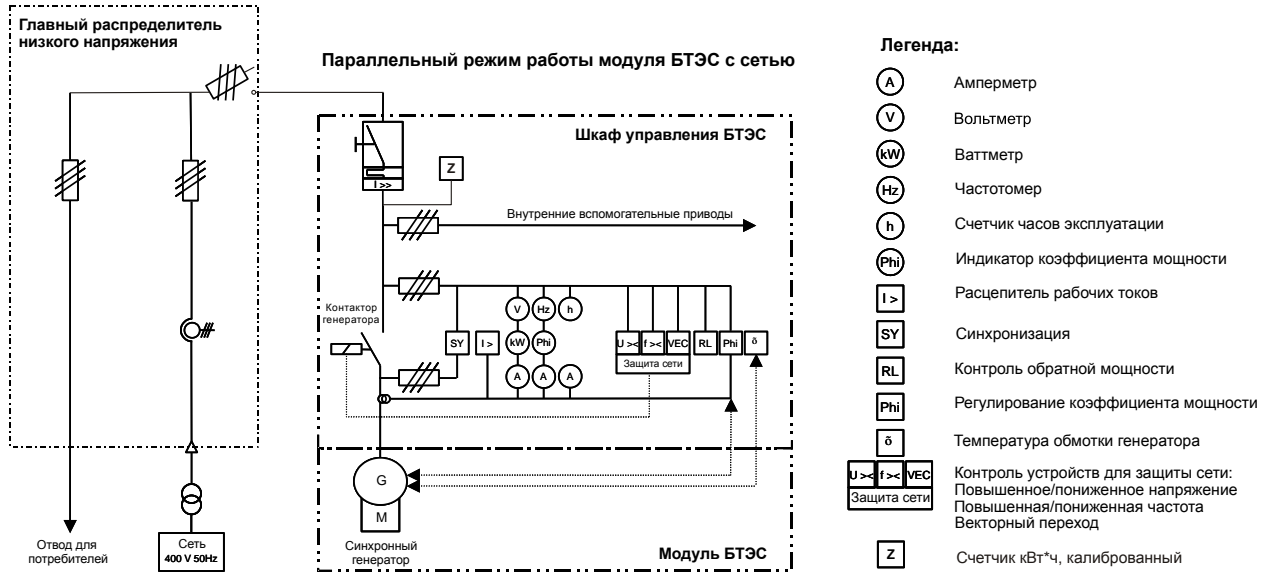 Главный распределитель
низкого напряжения
Параллельный режим работы модуля БТЭС с сетью
Шкаф управления БТЭС
I >>
Z
Внутренние вспомогательные приводы
Контактор
генератора
SY
I >
V
Hz
h
kW
Phi
A
A
A
U ><
f ><
VEC
Защита сети
RL
Phi
õ
G
M
Синхронный
генератор
Модуль БТЭС
Отвод для
потребителей
Сеть
400 V 50Hz
Легенда:
A Амперметр
V Вольтметр
kW Ваттметр
Hz Частотомер
h Счетчик часов эксплуатации
Phi Индикатор коэффициента мощности
I > Расцепитель рабочих токов
SY Синхронизация
RL Контроль обратной мощности
Phi Регулирование коэффициента мощности
õ Температура обмотки генератора
U >< f >< VEC Контроль устройств для защиты сети:
Защита сети Повышенное/пониженное напряжение
Повышенная/пониженная частота
Векторный переход
Z Счетчик кВт*ч, калиброванный